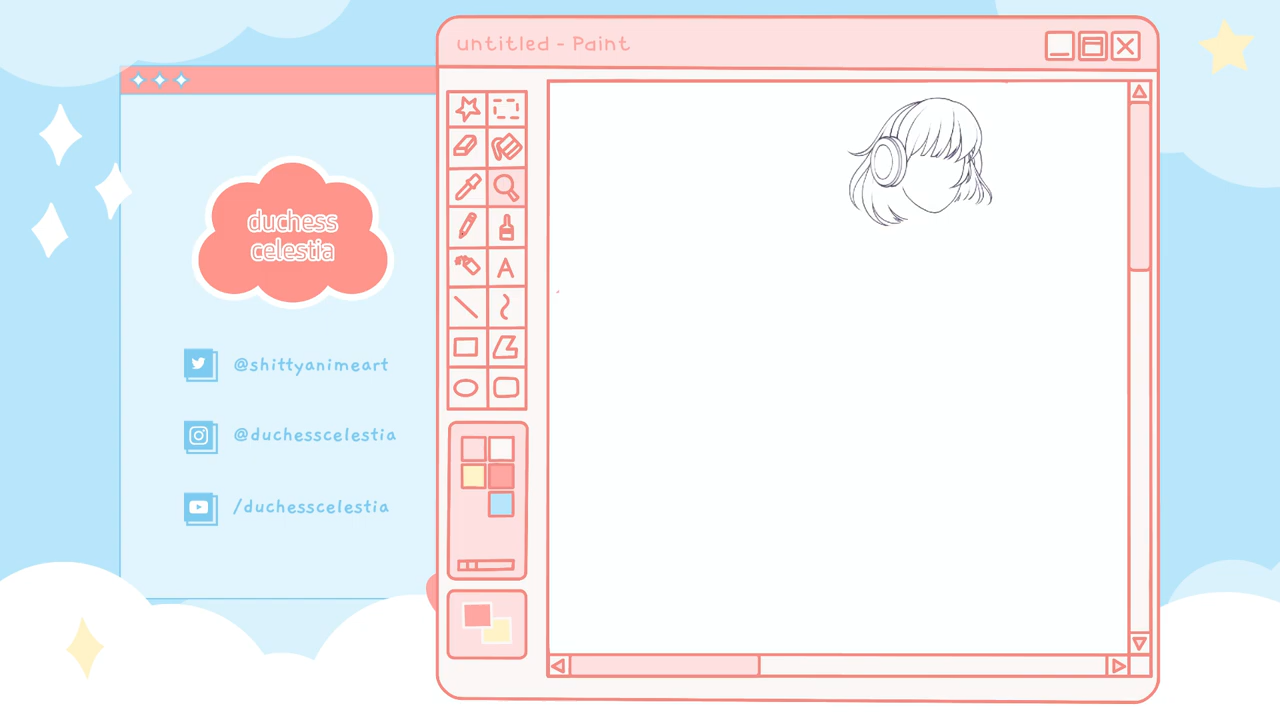 untitled - Paint
duchess
celestia
@shittyanimeart
@duchesscelestia
/duchesscelestia
A